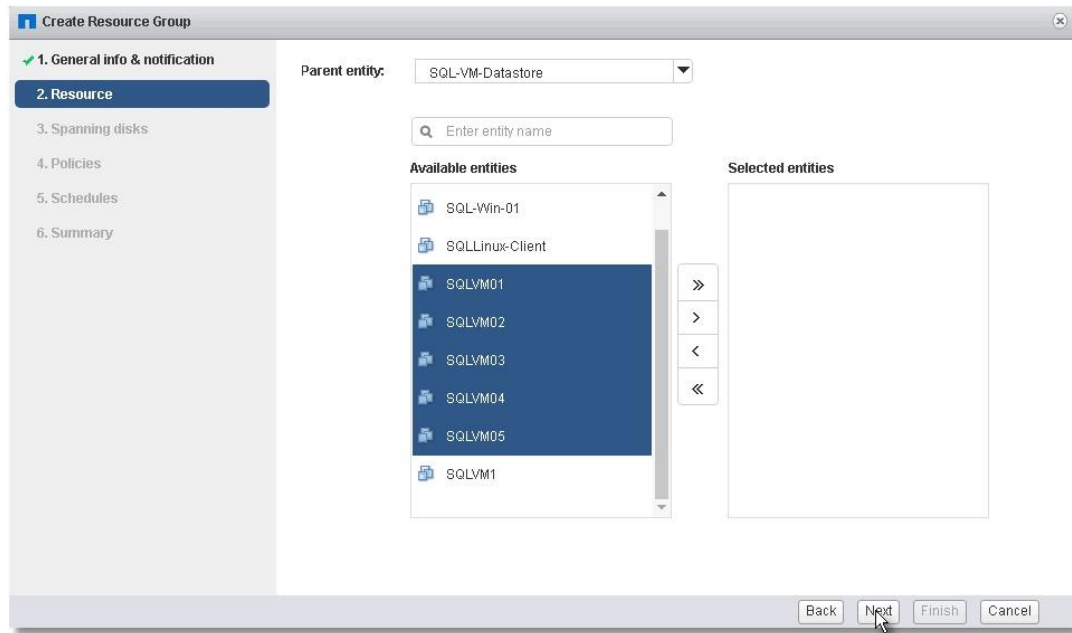 Create Resource Group
1. General info & notification
2. Resource
3. Spanning disks
4. Policies
5. Schedules
6. Summary
Parent entity: SQL-VM-Datastore
Enter entity name
Available entities
SQL-Win-01
SQLLinux-Client
SQLVM01
SQLVM02
SQLVM03
SQLVM04
SQLVM05
SQLVM1
Selected entities
Back Next Finish Cancel